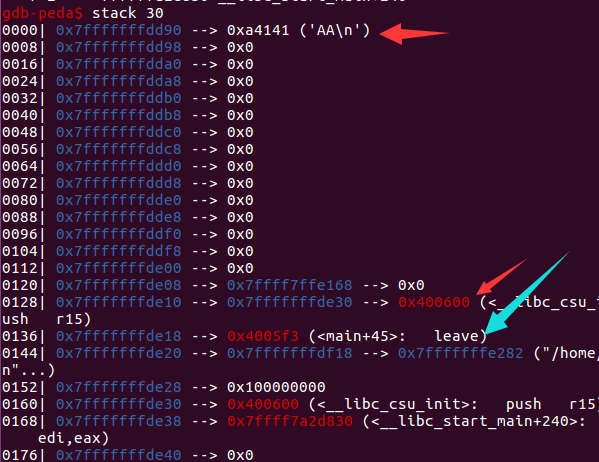 gdb-peda$ stack 30
0000| 0x7fffffffdd90 --> 0xa4141 ('AA\n')
0008| 0x7fffffffdd98 --> 0x0
0016| 0x7fffffffdda0 --> 0x0
0024| 0x7fffffffdda8 --> 0x0
0032| 0x7fffffffddb0 --> 0x0
0040| 0x7fffffffddb8 --> 0x0
0048| 0x7fffffffddc0 --> 0x0
0056| 0x7fffffffddc8 --> 0x0
0064| 0x7fffffffddd0 --> 0x0
0072| 0x7fffffffddd8 --> 0x0
0080| 0x7fffffffdde0 --> 0x0
0088| 0x7fffffffdde8 --> 0x0
0096| 0x7fffffffddf0 --> 0x0
0104| 0x7fffffffddf8 --> 0x0
0112| 0x7fffffffde00 --> 0x0
0120| 0x7fffffffde08 --> 0x7ffff7ffe168 --> 0x0
0128| 0x7fffffffde10 --> 0x7fffffffde30 --> 0x400600 (<__libc_csu_i
ush   r15)
0136| 0x7fffffffde18 --> 0x4005f3 (<main+45>:   leave)
0144| 0x7fffffffde20 --> 0x7fffffffdf18 --> 0x7fffffffe282 ("/home/
n"...)
0152| 0x7fffffffde28 --> 0x100000000
0160| 0x7fffffffde30 --> 0x400600 (<__libc_csu_init>:   push   r15)
0168| 0x7fffffffde38 --> 0x7ffff7a2d830 (<__libc_start_main+240>:
edi,eax)
0176| 0x7fffffffde40 --> 0x0